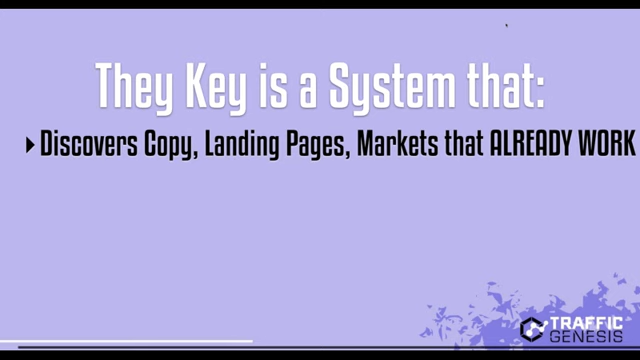 They Key is a System that:
Discovers Copy, Landing Pages, Markets that ALREADY WORK
TRAFFIC
GENESIS